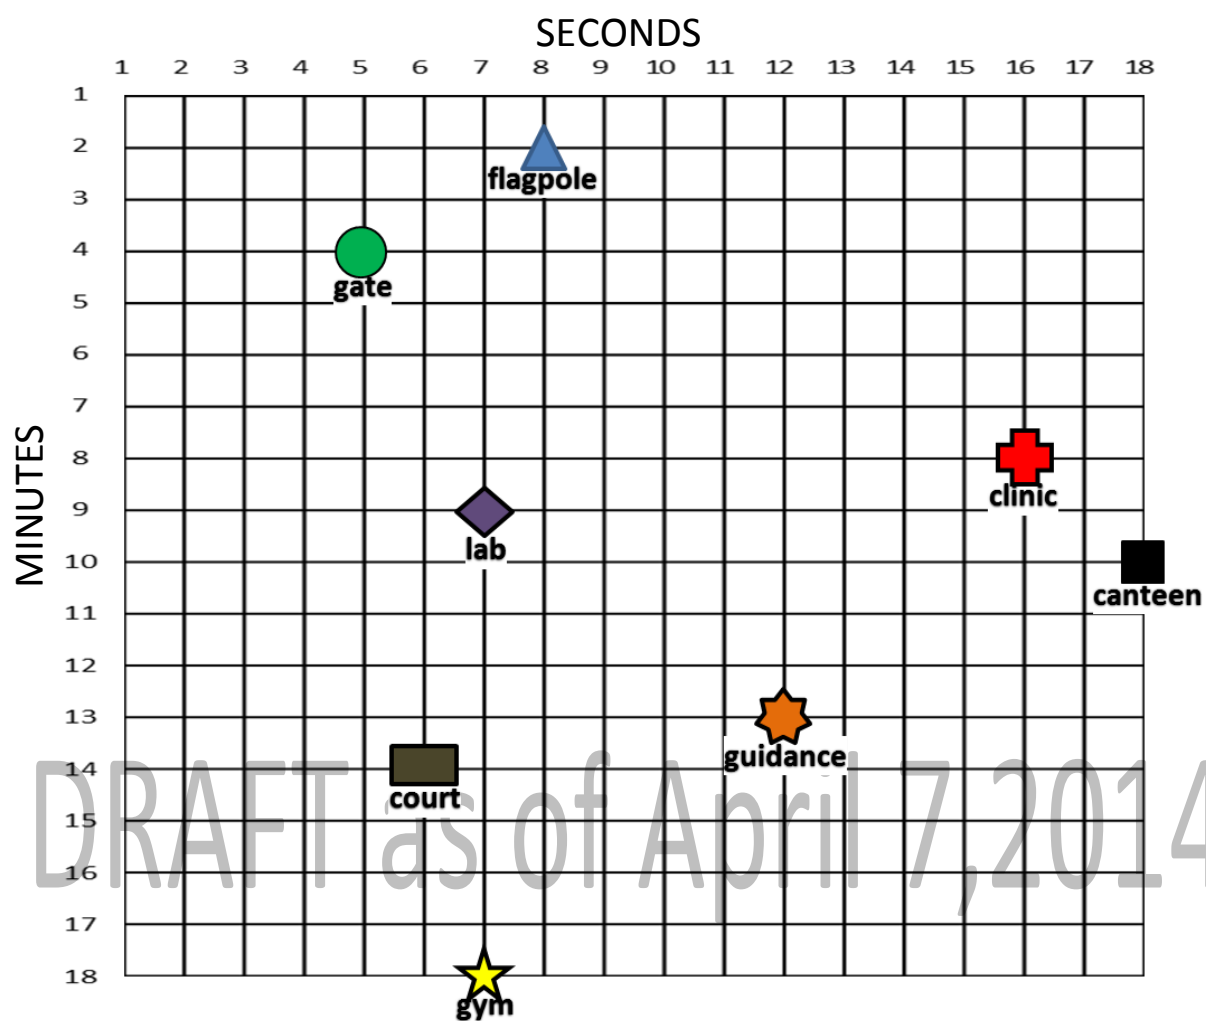 SECONDS
1 2 3 4 5 6 7 8 9 10 11 12 13 14 15 16 17 18
1
2
flagpole
3
4
gate
5
6
7
MINUTES
8
clinic
9
lab
10
canteen
11
12
13
guidance
14
court
DRAFT as of April 7,2014
15
16
17
18
gym